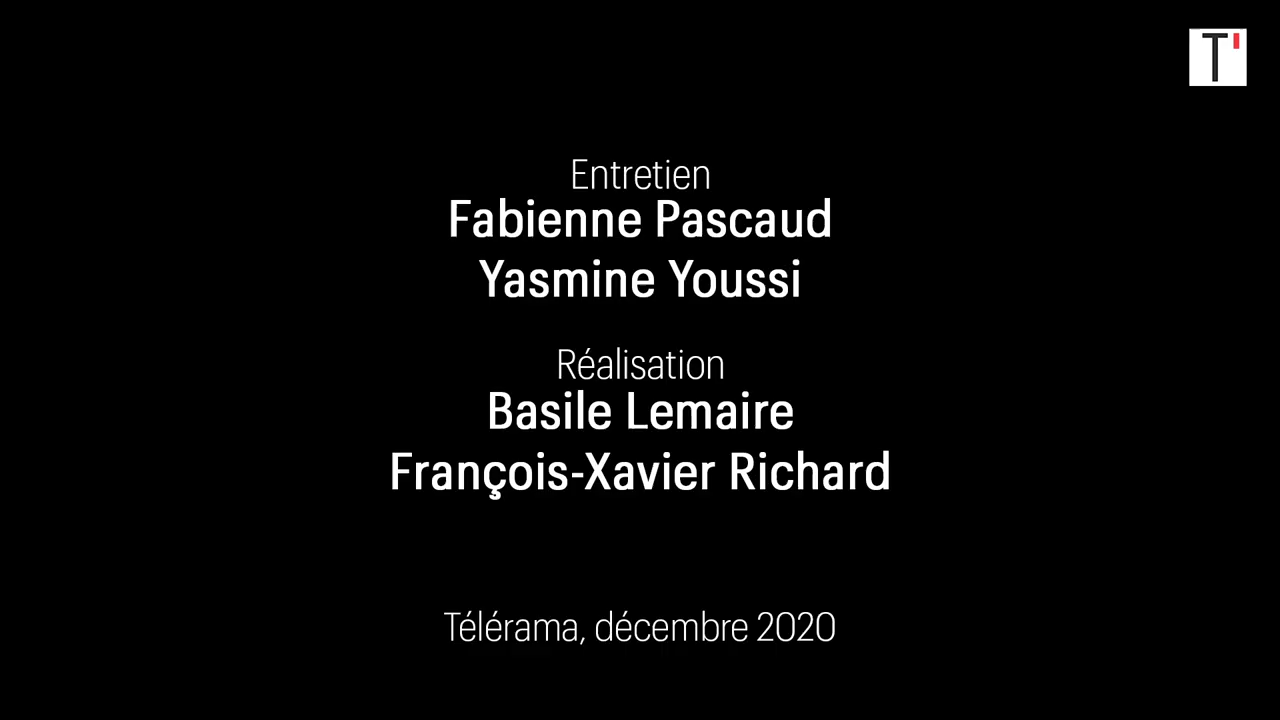 T'
Entretien
Fabienne Pascaud
Yasmine Youssi
Réalisation
Basile Lemaire
François-Xavier Richard
Télérama, décembre 2020